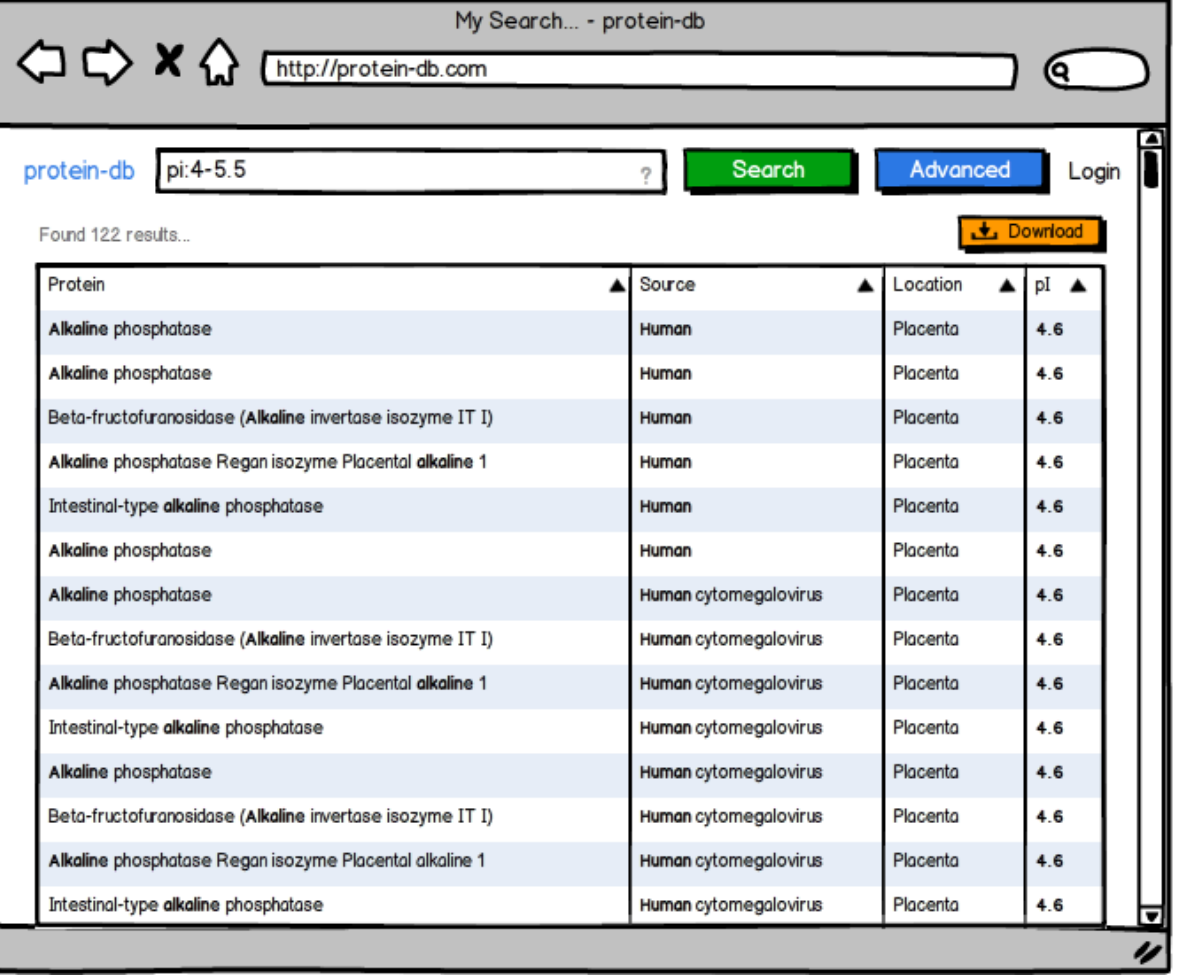 My Search... - protein-db
http://protein-db.com
protein-db pi:4-5.5 ? Search Advanced Login
Found 122 results... Download
Protein Source Location pI
Alkaline phosphatase Human Placenta 4.6
Alkaline phosphatase Human Placenta 4.6
Beta-fructofuranosidase (Alkaline invertase isozyme IT I) Human Placenta 4.6
Alkaline phosphatase Regan isozyme Placental alkaline 1 Human Placenta 4.6
Intestinal-type alkaline phosphatase Human Placenta 4.6
Alkaline phosphatase Human Placenta 4.6
Alkaline phosphatase Human cytomegalovirus Placenta 4.6
Beta-fructofuranosidase (Alkaline invertase isozyme IT I) Human cytomegalovirus Placenta 4.6
Alkaline phosphatase Regan isozyme Placental alkaline 1 Human cytomegalovirus Placenta 4.6
Intestinal-type alkaline phosphatase Human cytomegalovirus Placenta 4.6
Alkaline phosphatase Human cytomegalovirus Placenta 4.6
Beta-fructofuranosidase (Alkaline invertase isozyme IT I) Human cytomegalovirus Placenta 4.6
Alkaline phosphatase Regan isozyme Placental alkaline 1 Human cytomegalovirus Placenta 4.6
Intestinal-type alkaline phosphatase Human cytomegalovirus Placenta 4.6